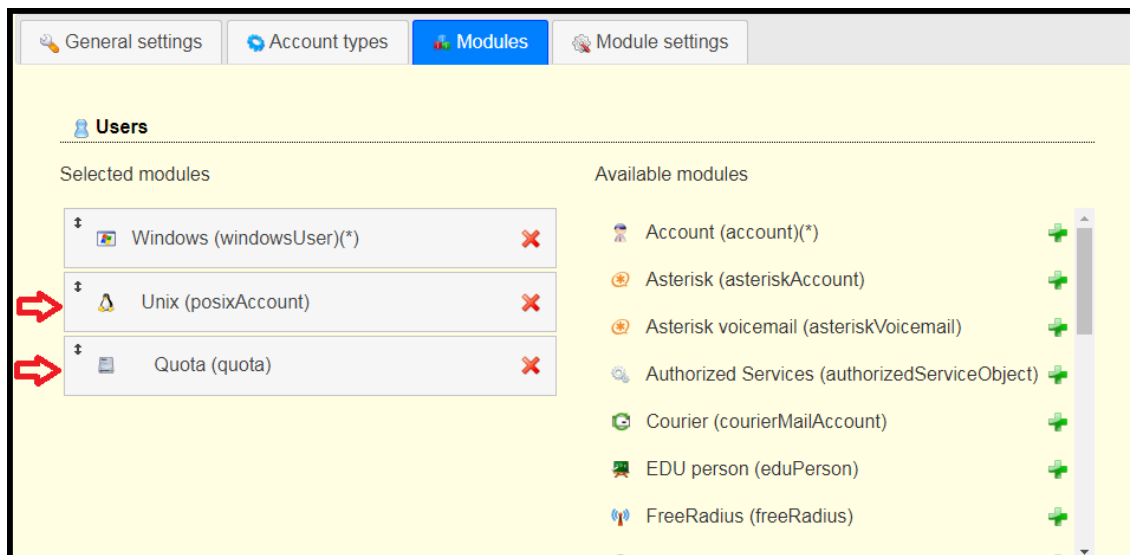 General settings
Account types
Modules
Module settings
Users
Selected modules
Available modules
Windows (windowsUser)(*)
Unix (posixAccount)
Quota (quota)
Account (account)(*)
Asterisk (asteriskAccount)
Asterisk voicemail (asteriskVoicemail)
Authorized Services (authorizedServiceObject)
Courier (courierMailAccount)
EDU person (eduPerson)
FreeRadius (freeRadius)